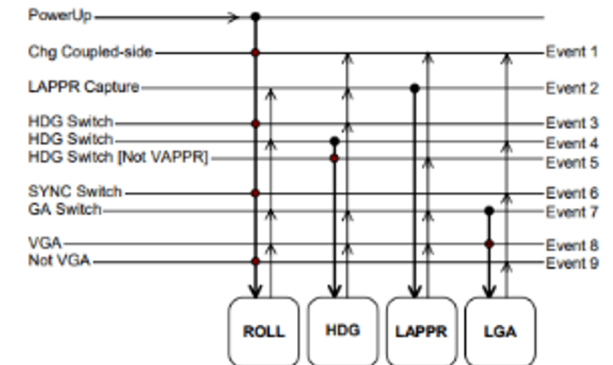 PowerUp
Chg Coupled-side Event 1
LAPPR Capture Event 2
HDG Switch Event 3
HDG Switch Event 4
HDG Switch [Not VAPPR] Event 5
SYNC Switch Event 6
GA Switch Event 7
VGA Event 8
Not VGA Event 9
ROLL HDG LAPPR LGA